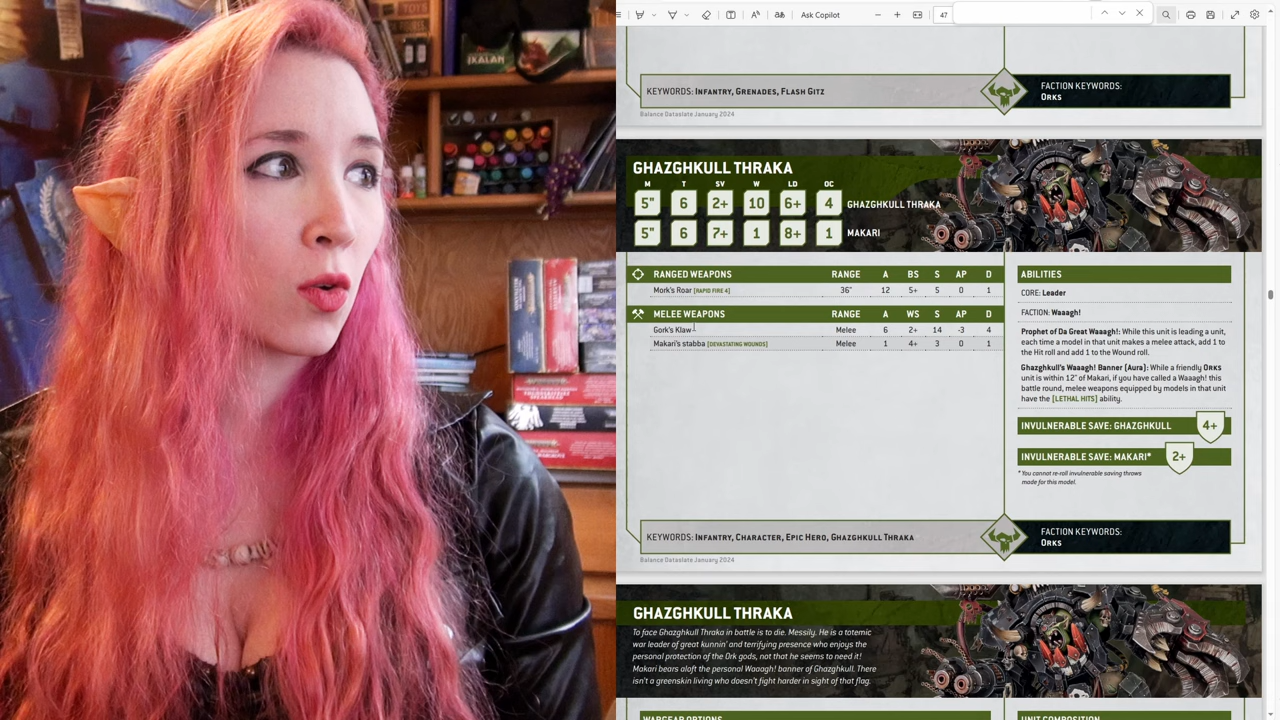 IXALAN
Ask Copilot
47
KEYWORDS: INFANTRY, GRENADES, FLASH GITZ
FACTION KEYWORDS:
ORKS
Balance Dataslate January 2024
GHAZGHKULL THRAKA
M T SV W LD OC
5" 6 2+ 10 6+ 4 GHAZGHKULL THRAKA
5" 6 7+ 1 8+ 1 MAKARI
RANGED WEAPONS RANGE A BS S AP D
Mork's Roar [RAPID FIRE 4] 36" 12 5+ 5 0 1
MELEE WEAPONS RANGE A WS S AP D
Gork's Klaw Melee 6 2+ 14 -3 4
Makari's stabba [DEVASTATING WOUNDS] Melee 1 4+ 3 0 1
ABILITIES
CORE: Leader
FACTION: Waaagh!
Prophet of Da Great Waaagh!: While this unit is leading a unit,
each time a model in that unit makes a melee attack, add 1 to
the Hit roll and add 1 to the Wound roll.
Ghazghkull's Waaagh! Banner (Aura): While a friendly ORKS
unit is within 12" of Makari, if you have called a Waaagh! this
battle round, melee weapons equipped by models in that unit
have the [LETHAL HITS] ability.
INVULNERABLE SAVE: GHAZGHKULL 4+
INVULNERABLE SAVE: MAKARI* 2+
* You cannot re-roll invulnerable saving throws
made for this model.
KEYWORDS: INFANTRY, CHARACTER, EPIC HERO, GHAZGHKULL THRAKA
FACTION KEYWORDS:
ORKS
Balance Dataslate January 2024
GHAZGHKULL THRAKA
To face Ghazghkull Thraka in battle is to die. Messily. He is a totemic
war leader of great kunnin' and terrifying presence who enjoys the
personal protection of the Ork gods, not that he seems to need it!
Makari bears aloft the personal Waaagh! banner of Ghazghkull. There
isn't a greenskin living who doesn't fight harder in sight of that flag.
WARGEAR OPTIONS
UNIT COMPOSITION